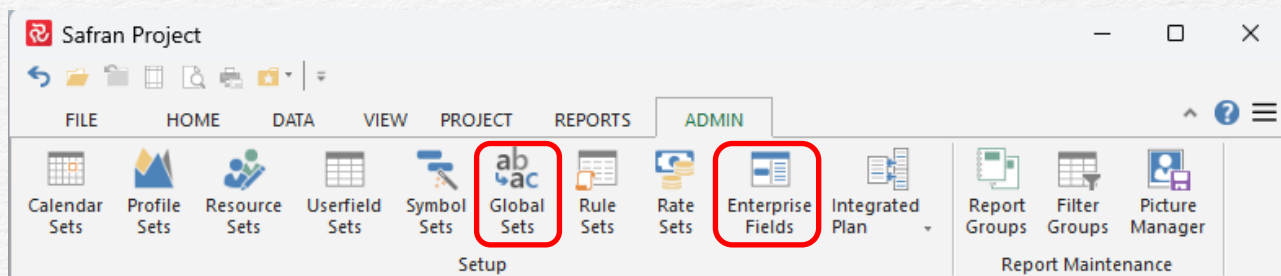 Safran Project
FILE HOME DATA VIEW PROJECT REPORTS ADMIN
ab
ac
Calendar Profile Resource Userfield Symbol Global Rule Rate Enterprise Integrated Report Filter Picture
Sets Sets Sets Sets Sets Sets Sets Sets Fields Plan Groups Groups Manager
Setup Report Maintenance